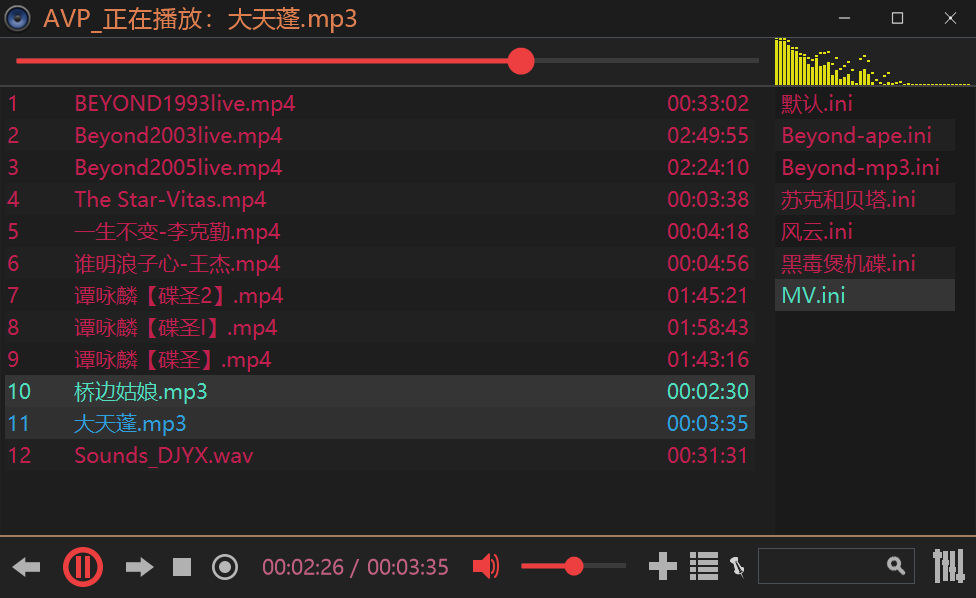 AVP_正在播放：大天蓬.mp3
1 BEYOND1993live.mp4 00:33:02
2 Beyond2003live.mp4 02:49:55
3 Beyond2005live.mp4 02:24:10
4 The Star-Vitas.mp4 00:03:38
5 一生不变-李克勤.mp4 00:04:18
6 谁明浪子心-王杰.mp4 00:04:56
7 谭咏麟【碟圣2】.mp4 01:45:21
8 谭咏麟【碟圣I】.mp4 01:58:43
9 谭咏麟【碟圣】.mp4 01:43:16
10 桥边姑娘.mp3 00:02:30
11 大天蓬.mp3 00:03:35
12 Sounds_DJYX.wav 00:31:31
默认.ini
Beyond-ape.ini
Beyond-mp3.ini
苏克和贝塔.ini
风云.ini
黑毒煲机碟.ini
MV.ini
00:02:26 / 00:03:35